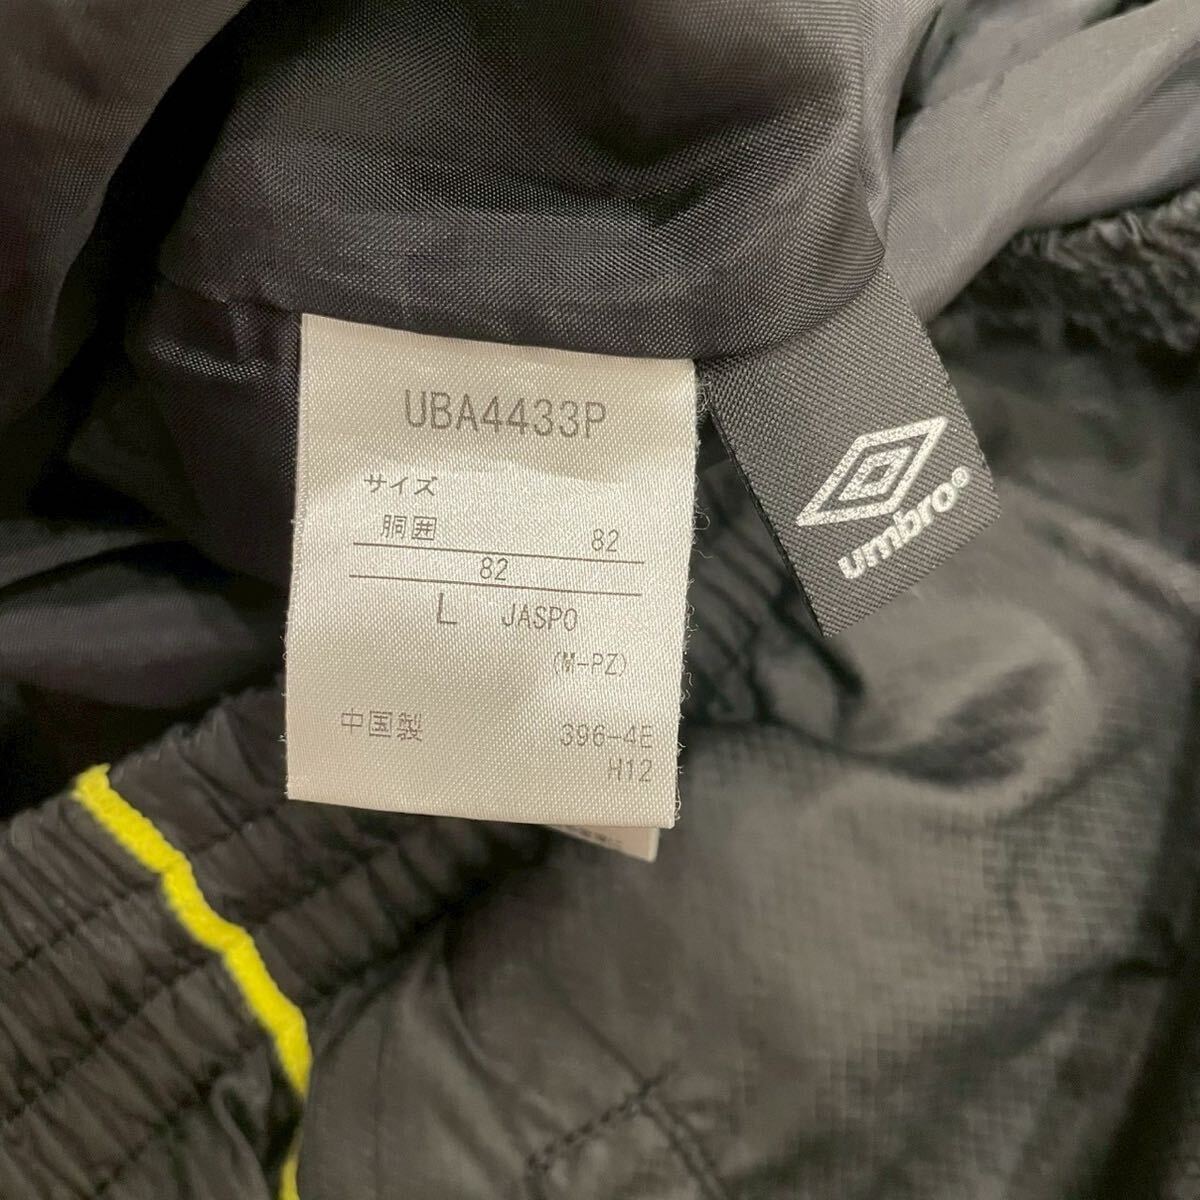 UBA4433P
サイズ
胴囲 82
82
L JASPO
(M-PZ)
中国製 396-4E
H12
umbro®